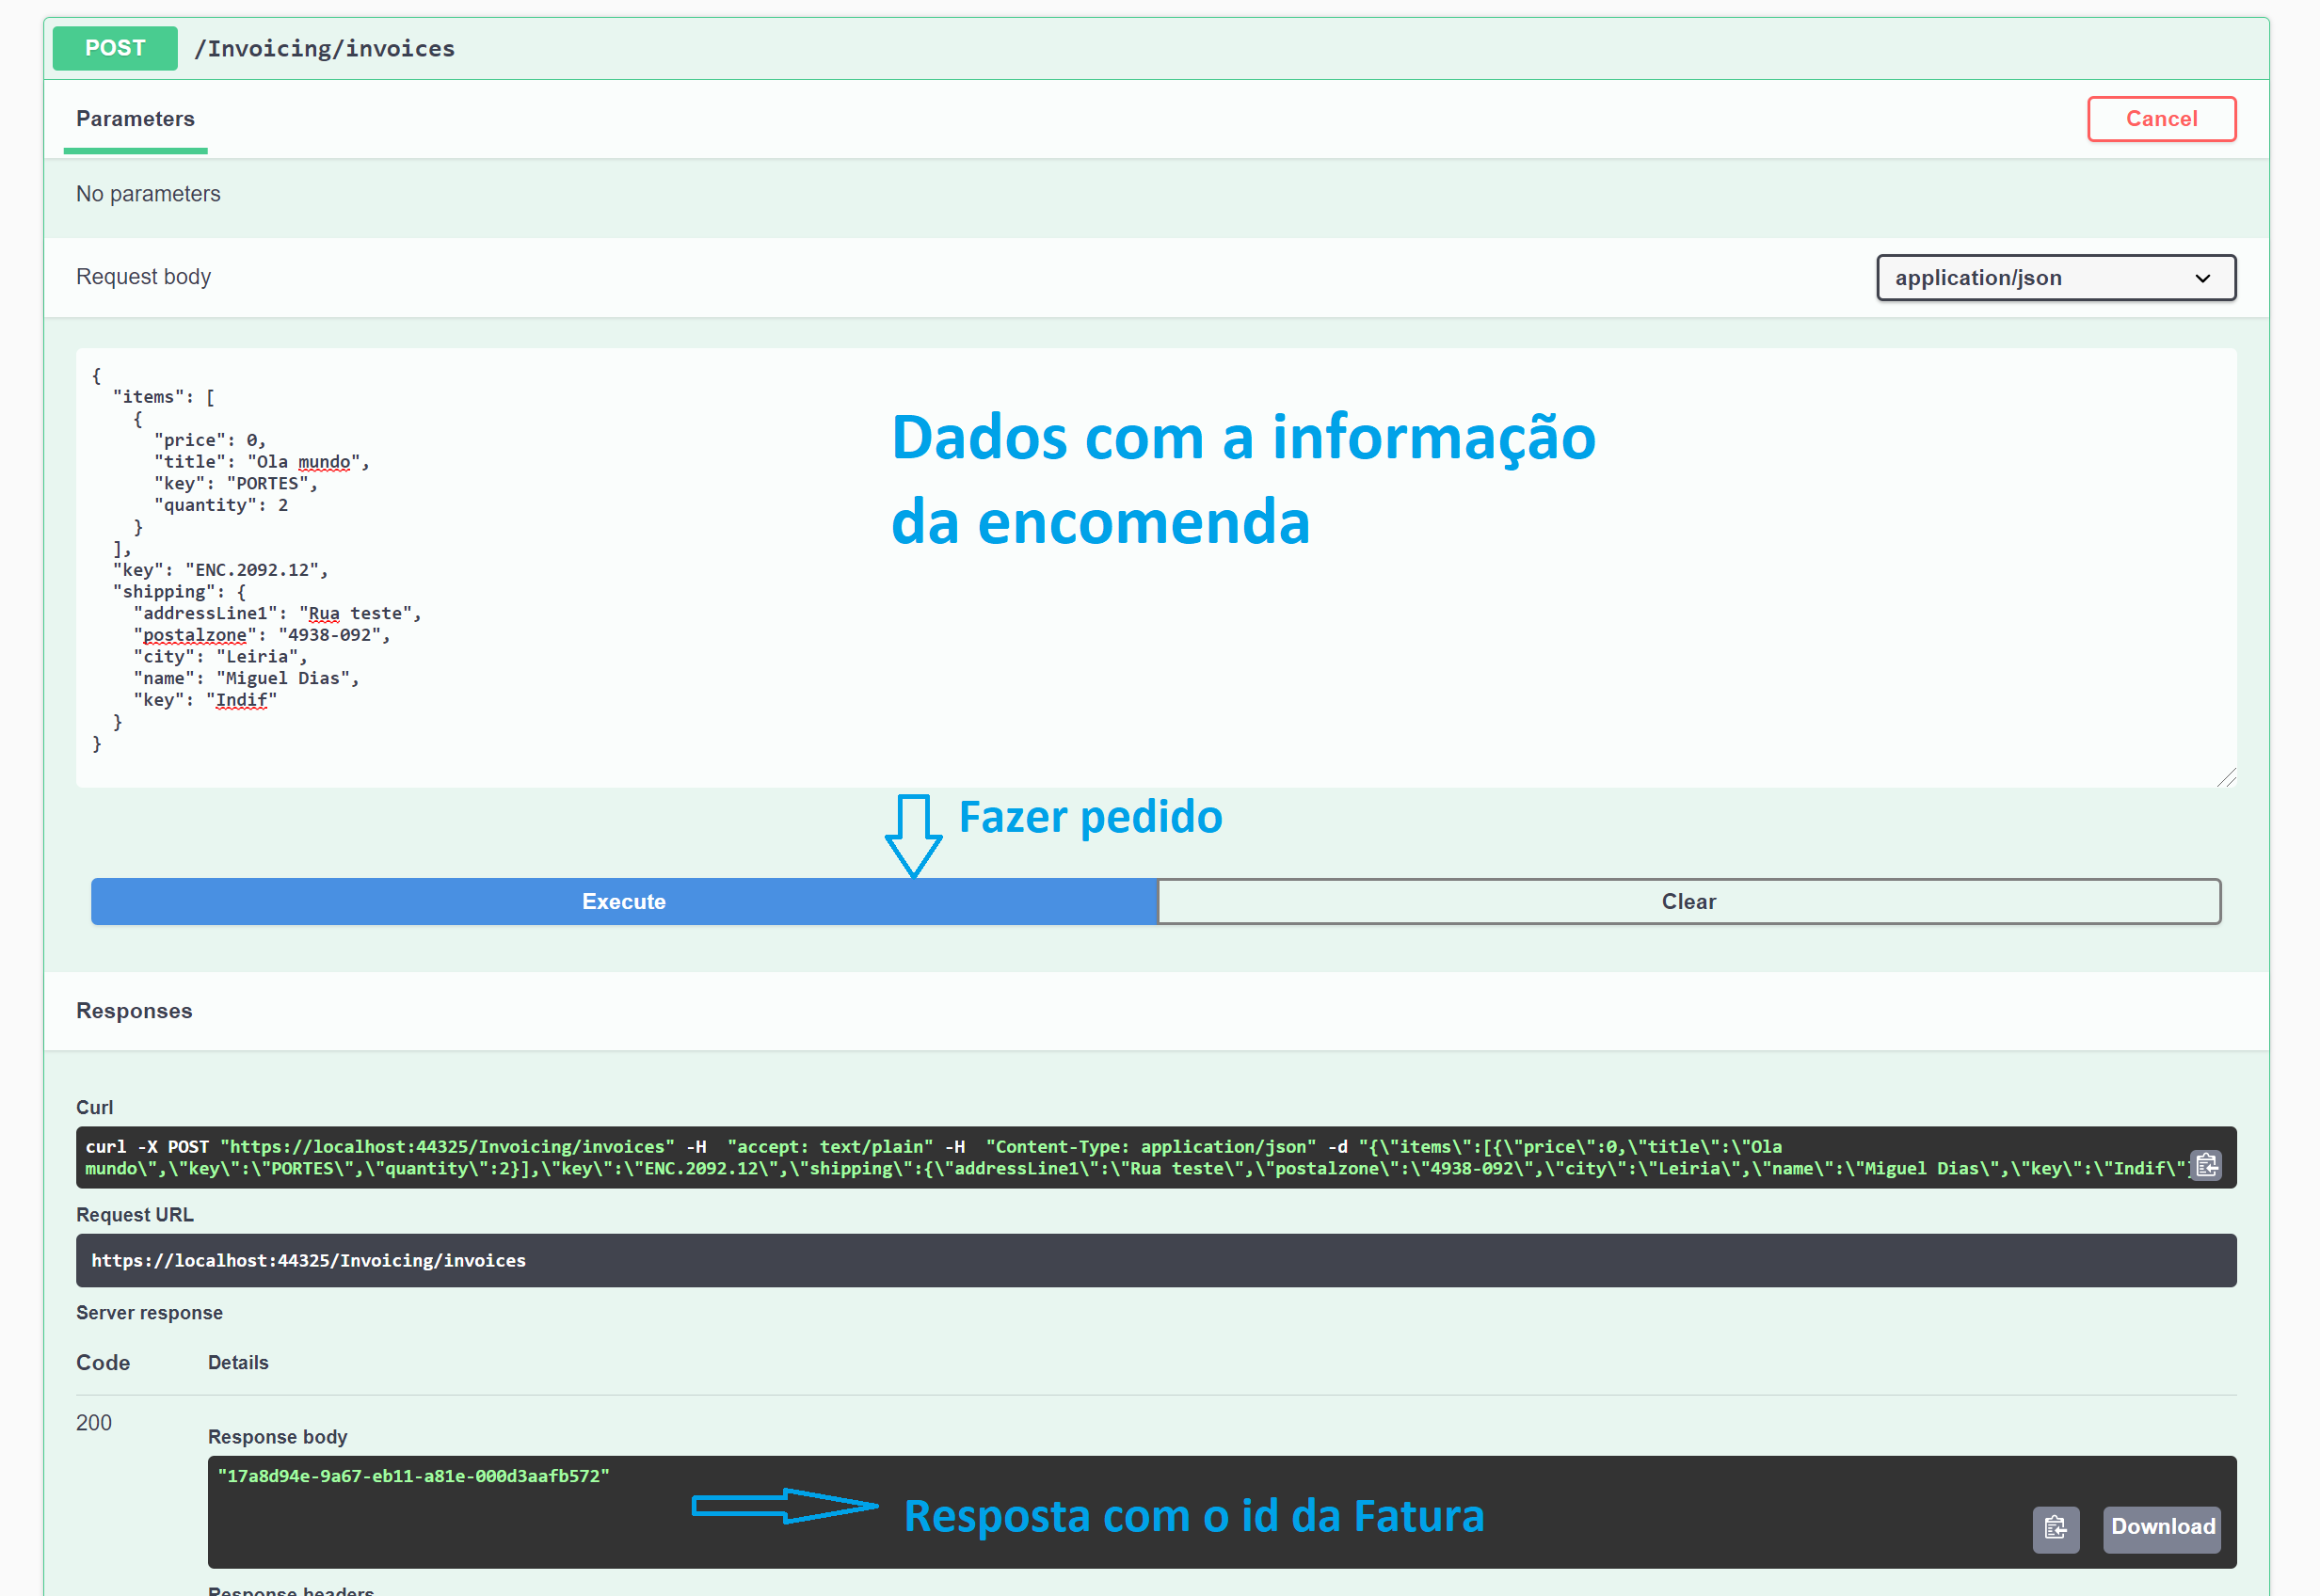 POST /Invoicing/invoices
Parameters
Cancel
No parameters
Request body
application/json
{
"items": [
{
"price": 0,
"title": "Ola mundo",
"key": "PORTES",
"quantity": 2
}
],
"key": "ENC.2092.12",
"shipping": {
"addressLine1": "Rua teste",
"postalzone": "4938-092",
"city": "Leiria",
"name": "Miguel Dias",
"key": "Indif"
}
}
Dados com a informação
da encomenda
Fazer pedido
Execute
Clear
Responses
Curl
curl -X POST "https://localhost:44325/Invoicing/invoices" -H  "accept: text/plain" -H  "Content-Type: application/json" -d "{\"items\":[{\"price\":0,\"title\":\"Ola
mundo\",\"key\":\"PORTES\",\"quantity\":2}],\"key\":\"ENC.2092.12\",\"shipping\":{\"addressLine1\":\"Rua teste\",\"postalzone\":\"4938-092\",\"city\":\"Leiria\",\"name\":\"Miguel Dias\",\"key\":\"Indif\"
Request URL
https://localhost:44325/Invoicing/invoices
Server response
Code
Details
200
Response body
"17a8d94e-9a67-eb11-a81e-000d3aafb572"
Resposta com o id da Fatura
Download
Response headers